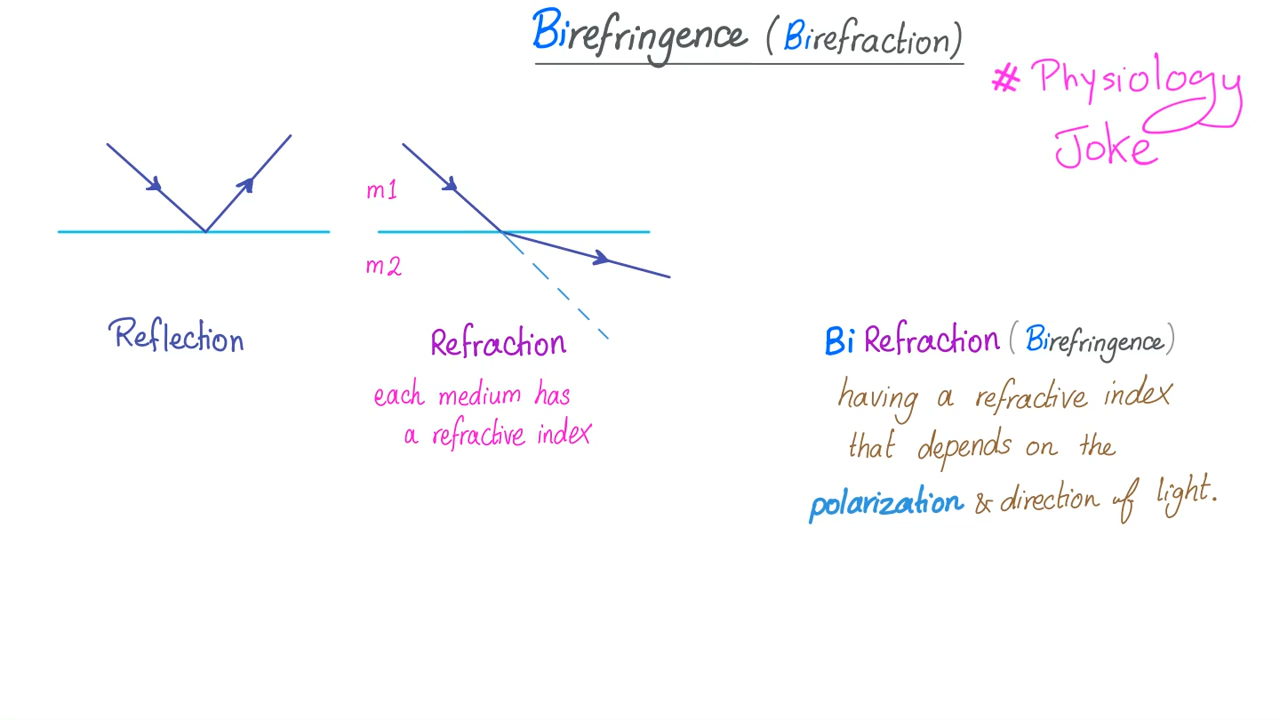 Birefringence (Birefraction)
# Physiology
Joke
m1
m2
Reflection
Refraction
each medium has
a refractive index
Bi Refraction (Birefringence)
having a refractive index
that depends on the
polarization & direction of light.